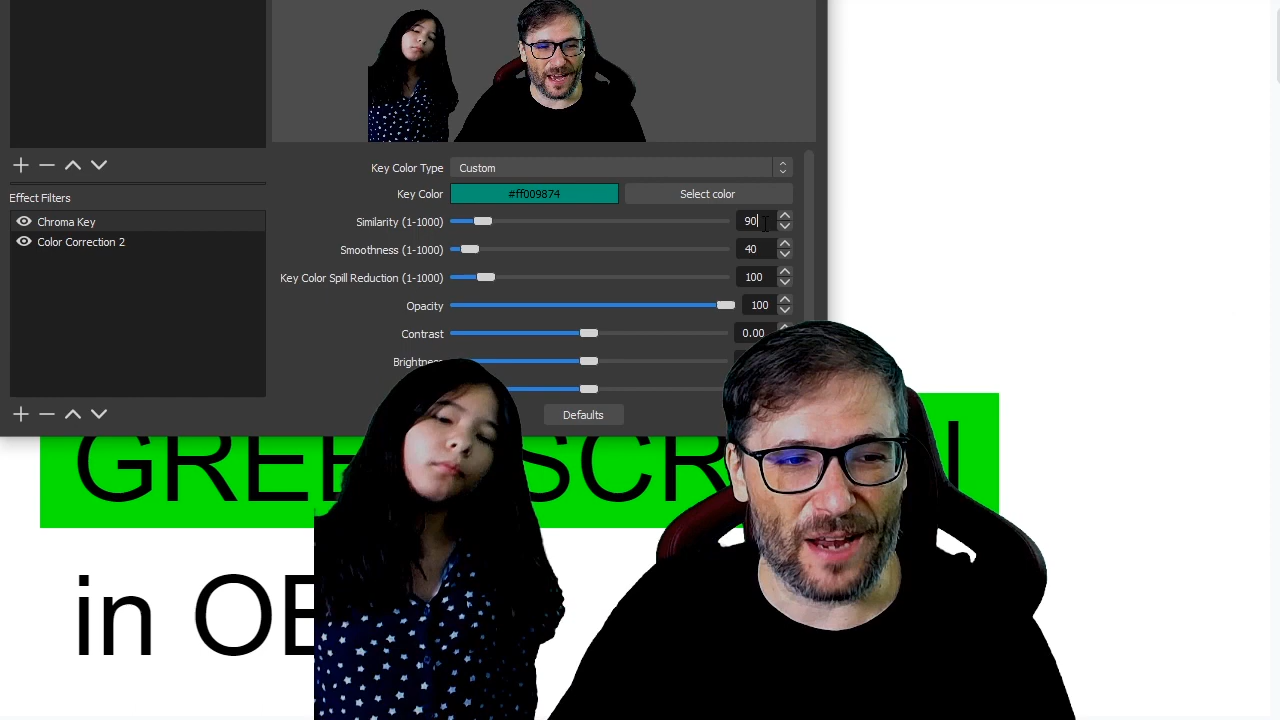 Key Color Type Custom
Key Color #ff009874 Select color
Effect Filters
Chroma Key
Similarity (1-1000) 90
Color Correction 2
Smoothness (1-1000) 40
Key Color Spill Reduction (1-1000) 100
Opacity 100
Contrast 0.00
Brightness
Defaults
GREE SCR N
in OB